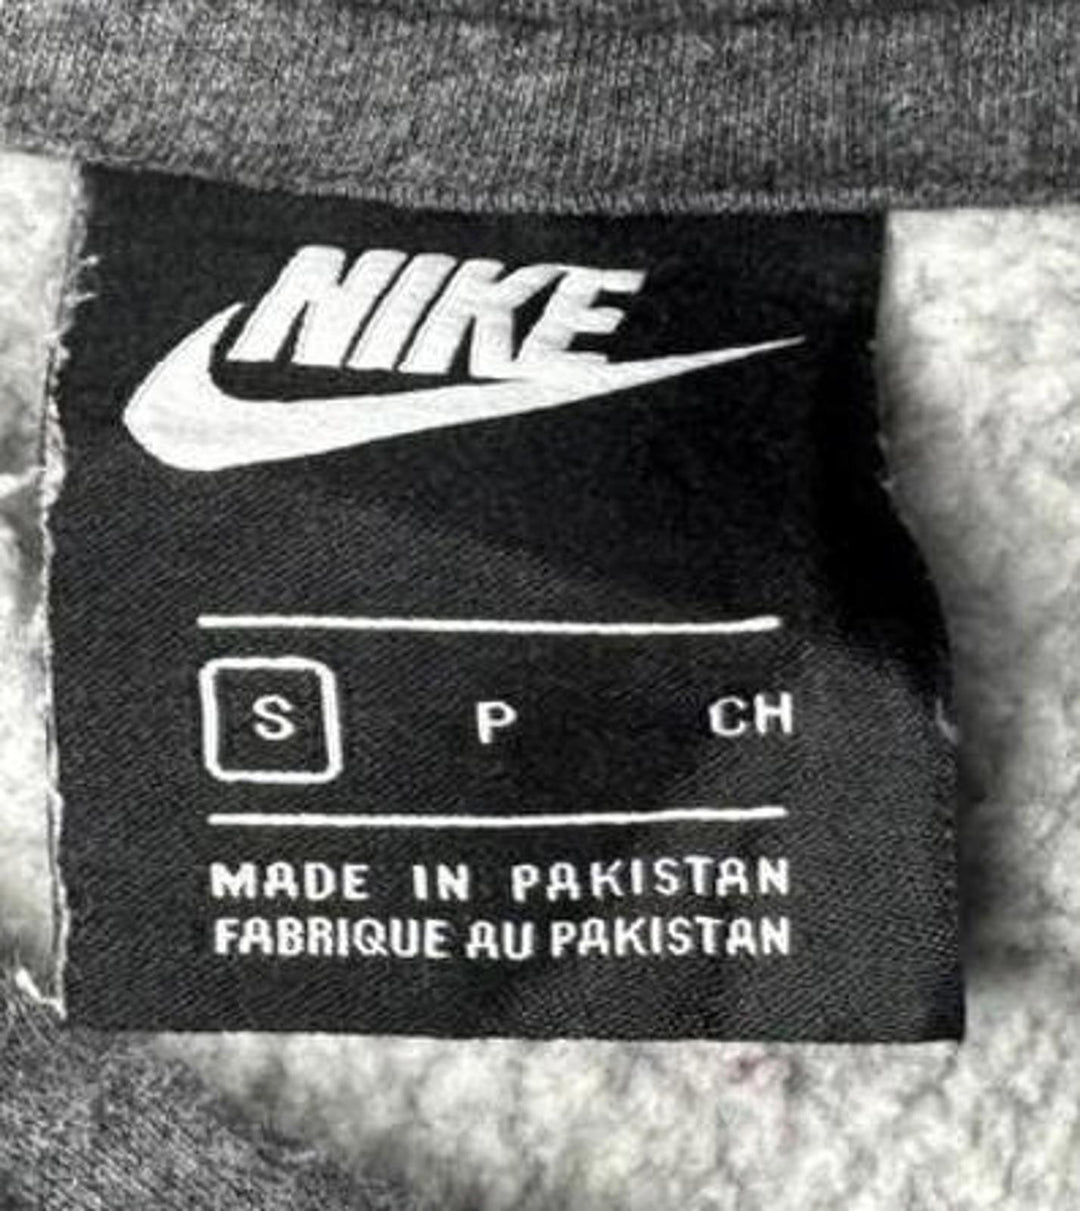 NIKE
S P CH
MADE IN PAKISTAN
FABRIQUE AU PAKISTAN